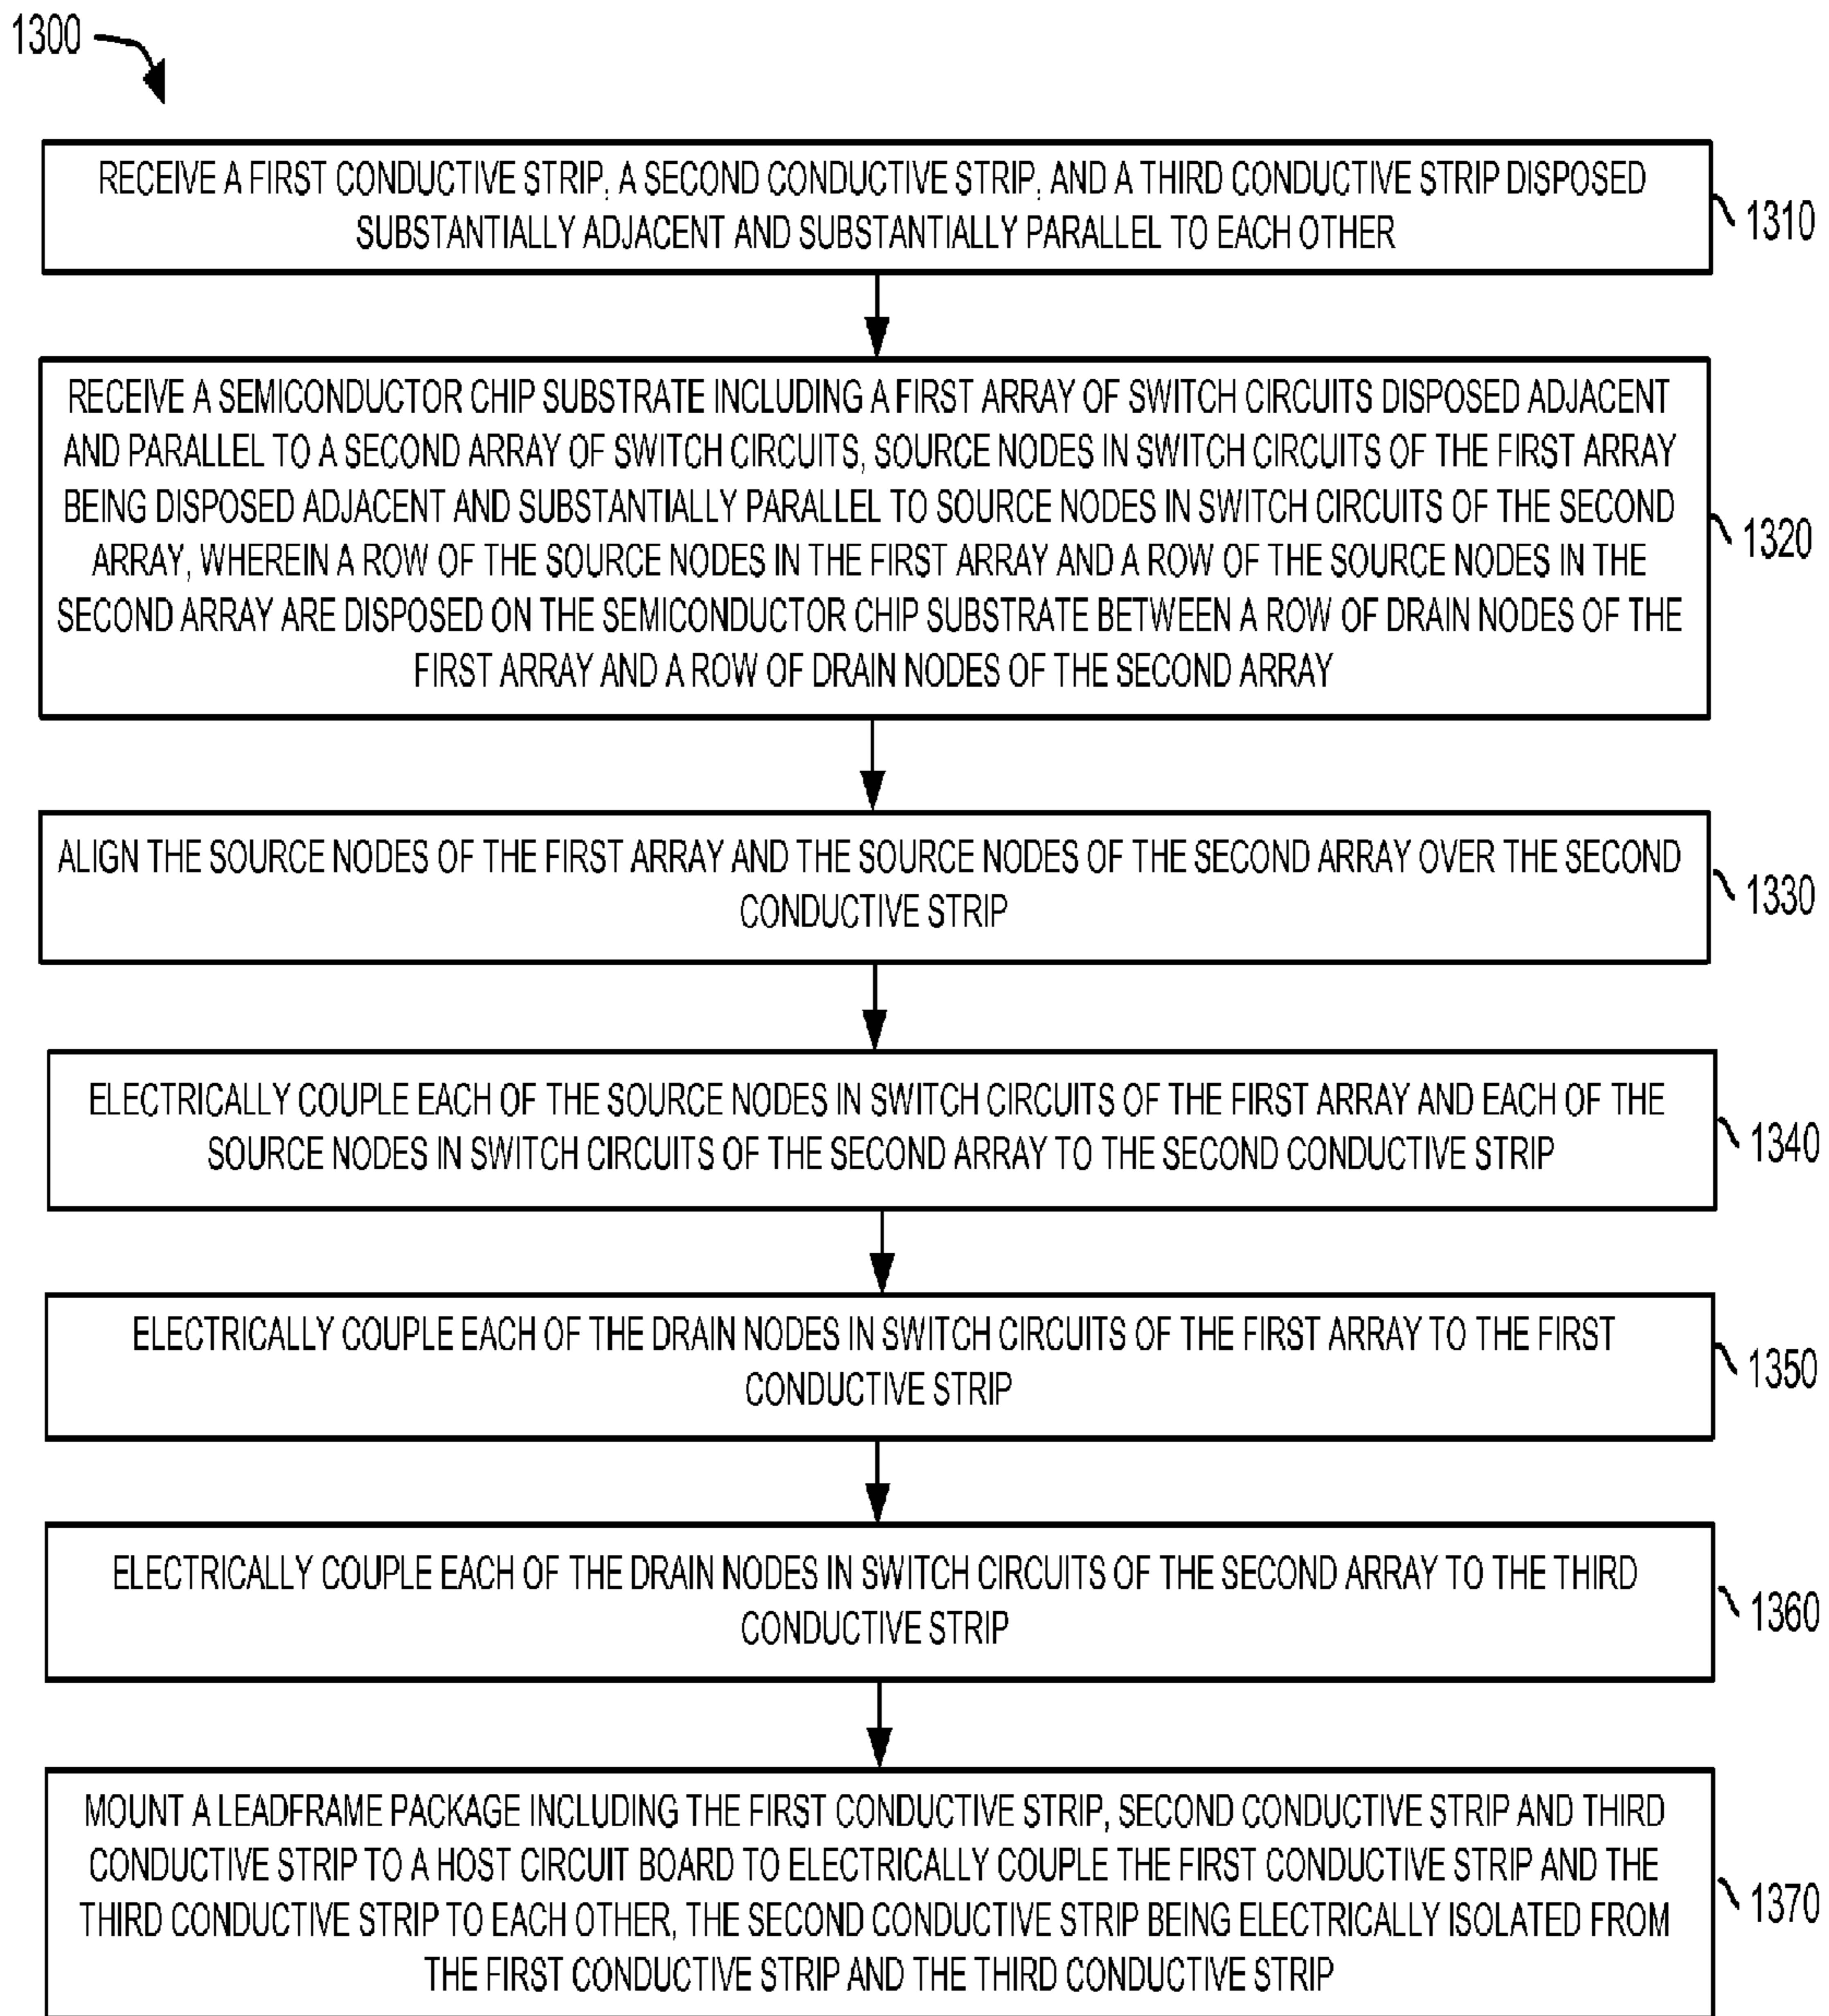 1300
RECEIVE A FIRST CONDUCTIVE STRIP, A SECOND CONDUCTIVE STRIP, AND A THIRD CONDUCTIVE STRIP DISPOSED
SUBSTANTIALLY ADJACENT AND SUBSTANTIALLY PARALLEL TO EACH OTHER
1310
RECEIVE A SEMICONDUCTOR CHIP SUBSTRATE INCLUDING A FIRST ARRAY OF SWITCH CIRCUITS DISPOSED ADJACENT
AND PARALLEL TO A SECOND ARRAY OF SWITCH CIRCUITS, SOURCE NODES IN SWITCH CIRCUITS OF THE FIRST ARRAY
BEING DISPOSED ADJACENT AND SUBSTANTIALLY PARALLEL TO SOURCE NODES IN SWITCH CIRCUITS OF THE SECOND
ARRAY, WHEREIN A ROW OF THE SOURCE NODES IN THE FIRST ARRAY AND A ROW OF THE SOURCE NODES IN THE
SECOND ARRAY ARE DISPOSED ON THE SEMICONDUCTOR CHIP SUBSTRATE BETWEEN A ROW OF DRAIN NODES OF THE
FIRST ARRAY AND A ROW OF DRAIN NODES OF THE SECOND ARRAY
1320
ALIGN THE SOURCE NODES OF THE FIRST ARRAY AND THE SOURCE NODES OF THE SECOND ARRAY OVER THE SECOND
CONDUCTIVE STRIP
1330
ELECTRICALLY COUPLE EACH OF THE SOURCE NODES IN SWITCH CIRCUITS OF THE FIRST ARRAY AND EACH OF THE
SOURCE NODES IN SWITCH CIRCUITS OF THE SECOND ARRAY TO THE SECOND CONDUCTIVE STRIP
1340
ELECTRICALLY COUPLE EACH OF THE DRAIN NODES IN SWITCH CIRCUITS OF THE FIRST ARRAY TO THE FIRST
CONDUCTIVE STRIP
1350
ELECTRICALLY COUPLE EACH OF THE DRAIN NODES IN SWITCH CIRCUITS OF THE SECOND ARRAY TO THE THIRD
CONDUCTIVE STRIP
1360
MOUNT A LEADFRAME PACKAGE INCLUDING THE FIRST CONDUCTIVE STRIP, SECOND CONDUCTIVE STRIP AND THIRD
CONDUCTIVE STRIP TO A HOST CIRCUIT BOARD TO ELECTRICALLY COUPLE THE FIRST CONDUCTIVE STRIP AND THE
THIRD CONDUCTIVE STRIP TO EACH OTHER, THE SECOND CONDUCTIVE STRIP BEING ELECTRICALLY ISOLATED FROM
THE FIRST CONDUCTIVE STRIP AND THE THIRD CONDUCTIVE STRIP
1370